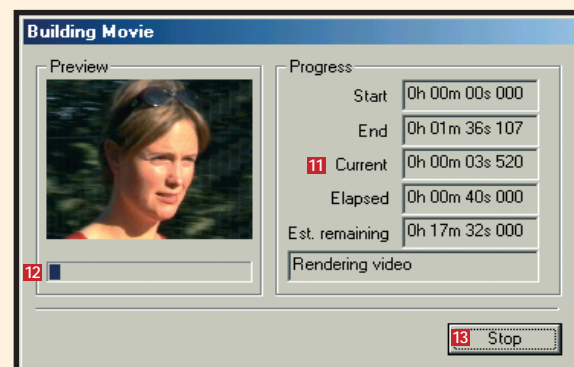 Building Movie
Preview
Progress
Start 0h 00m 00s 000
End 0h 01m 36s 107
11 Current 0h 00m 03s 520
Elapsed 0h 00m 40s 000
Est. remaining 0h 17m 32s 000
Rendering video
12
13 Stop